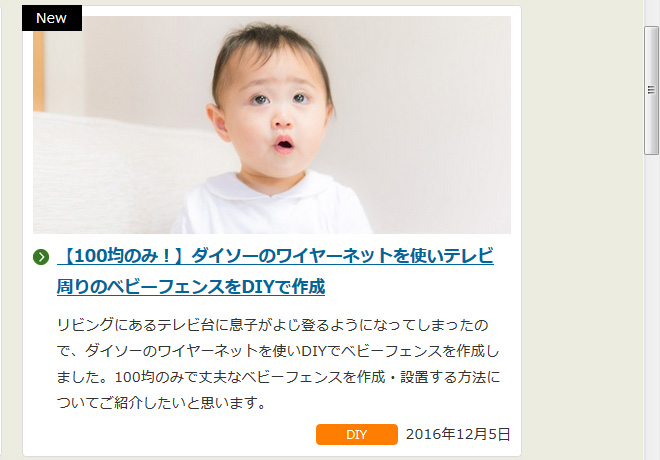 New
【100均のみ！】ダイソーのワイヤーネットを使いテレビ
周りのベビーフェンスをDIYで作成
リビングにあるテレビ台に息子がよじ登るようになってしまったの
で、ダイソーのワイヤーネットを使いDIYでベビーフェンスを作成し
ました。100均のみで丈夫なベビーフェンスを作成・設置する方法に
ついてご紹介したいと思います。
DIY 2016年12月5日